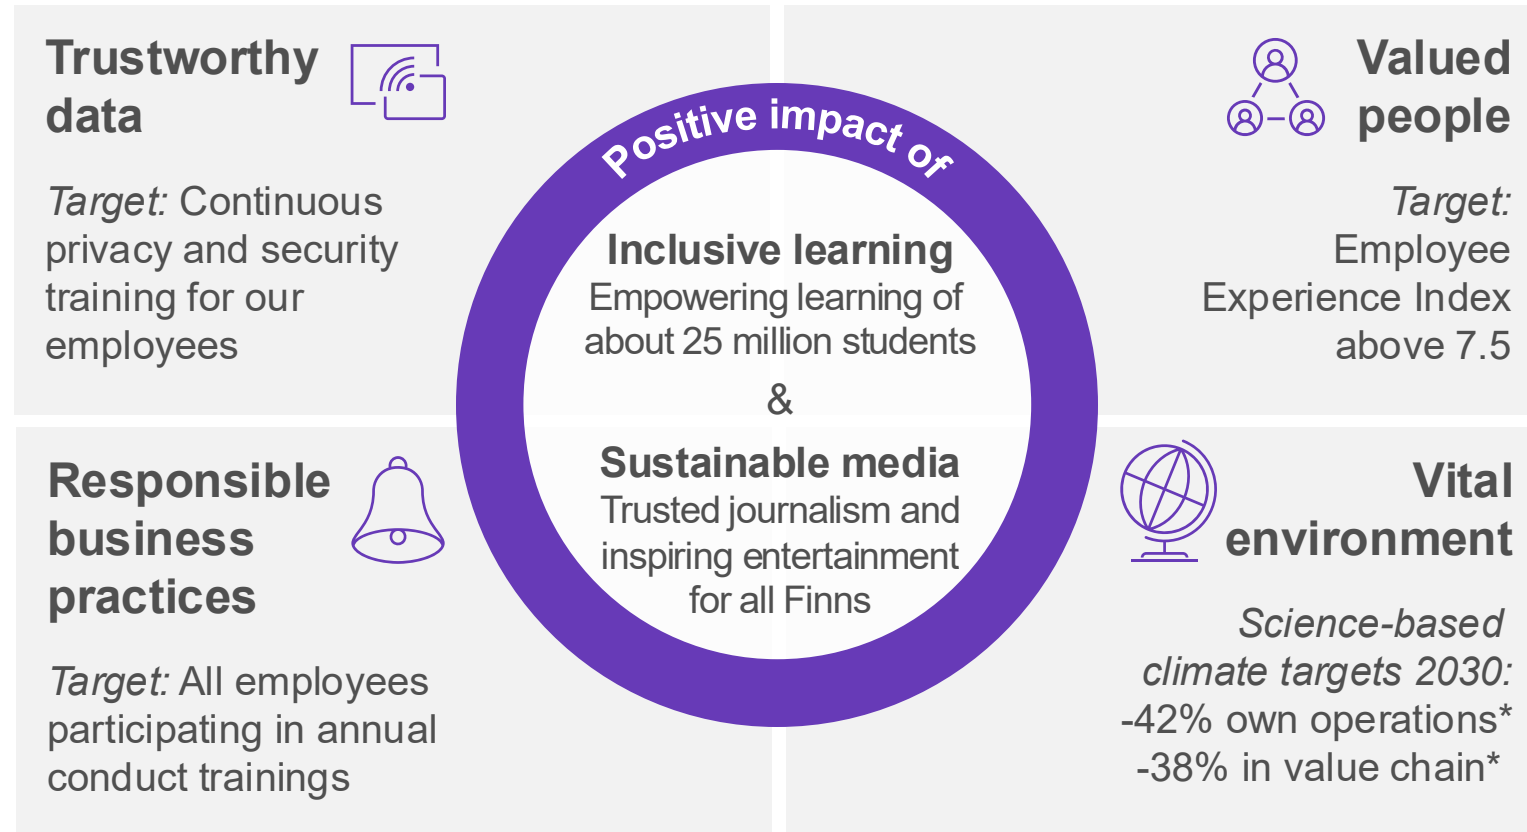 Trustworthy
data
Target: Continuous
privacy and security
training for our
employees
Valued
people
Target:
Employee
Experience Index
above 7.5
Positive impact of
Inclusive learning
Empowering learning of
about 25 million students
&
Sustainable media
Trusted journalism and
inspiring entertainment
for all Finns
Responsible
business
practices
Target: All employees
participating in annual
conduct trainings
Vital
environment
Science-based
climate targets 2030:
-42% own operations*
-38% in value chain*